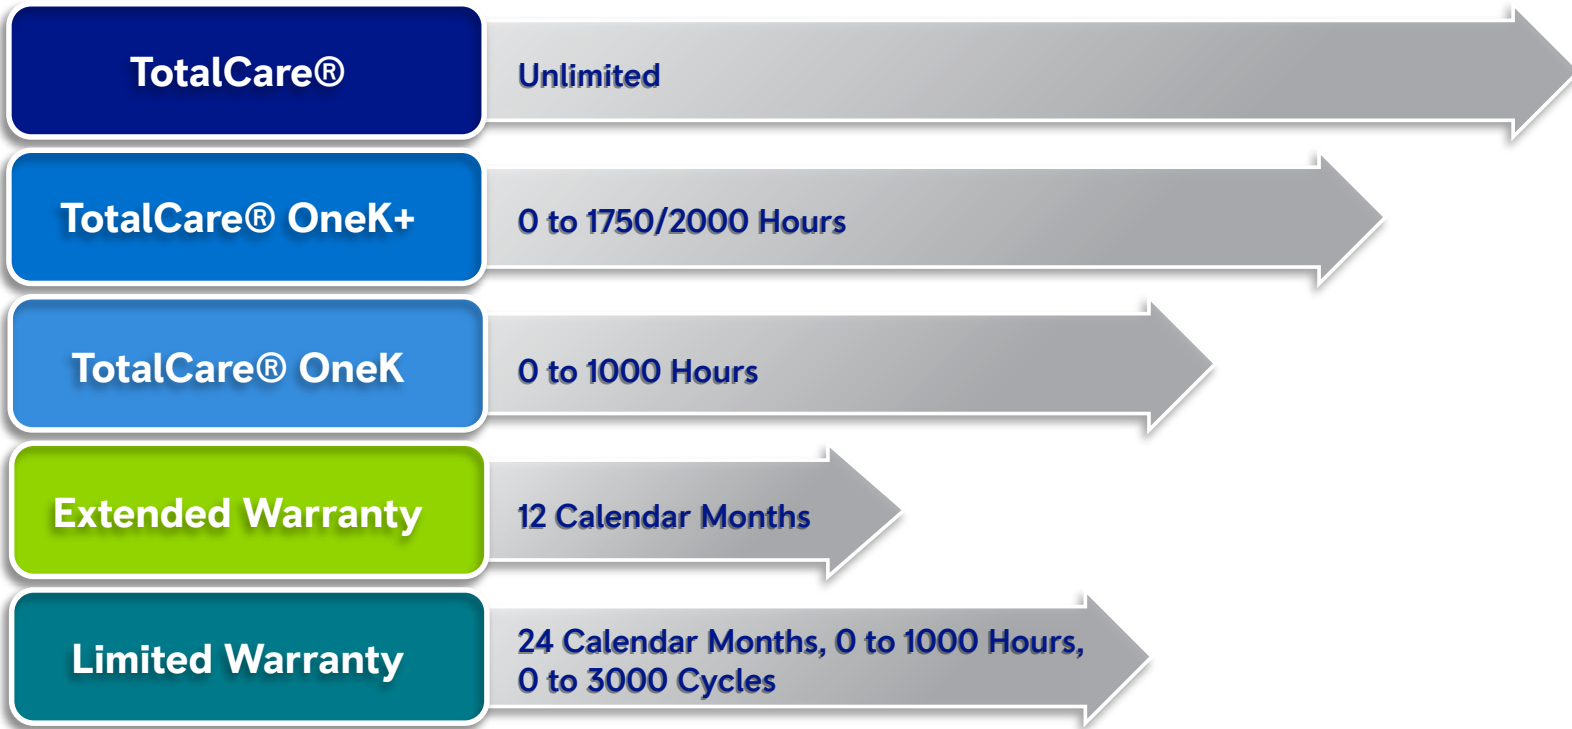 TotalCare®
Unlimited
TotalCare® OneK+
0 to 1750/2000 Hours
TotalCare® OneK
0 to 1000 Hours
Extended Warranty
12 Calendar Months
Limited Warranty
24 Calendar Months, 0 to 1000 Hours,
0 to 3000 Cycles